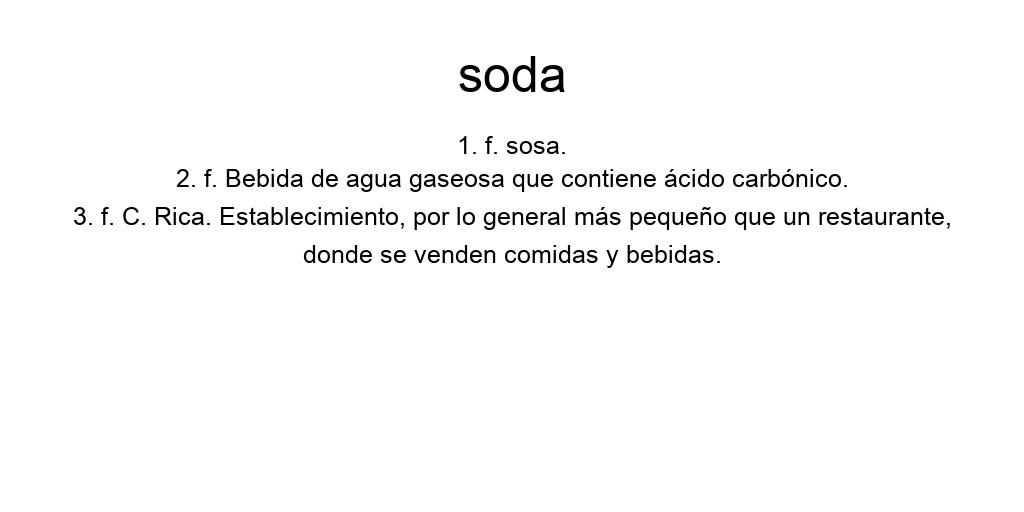 soda
1. f. sosa.
2. f. Bebida de agua gaseosa que contiene ácido carbónico.
3. f. C. Rica. Establecimiento, por lo general más pequeño que un restaurante,
donde se venden comidas y bebidas.